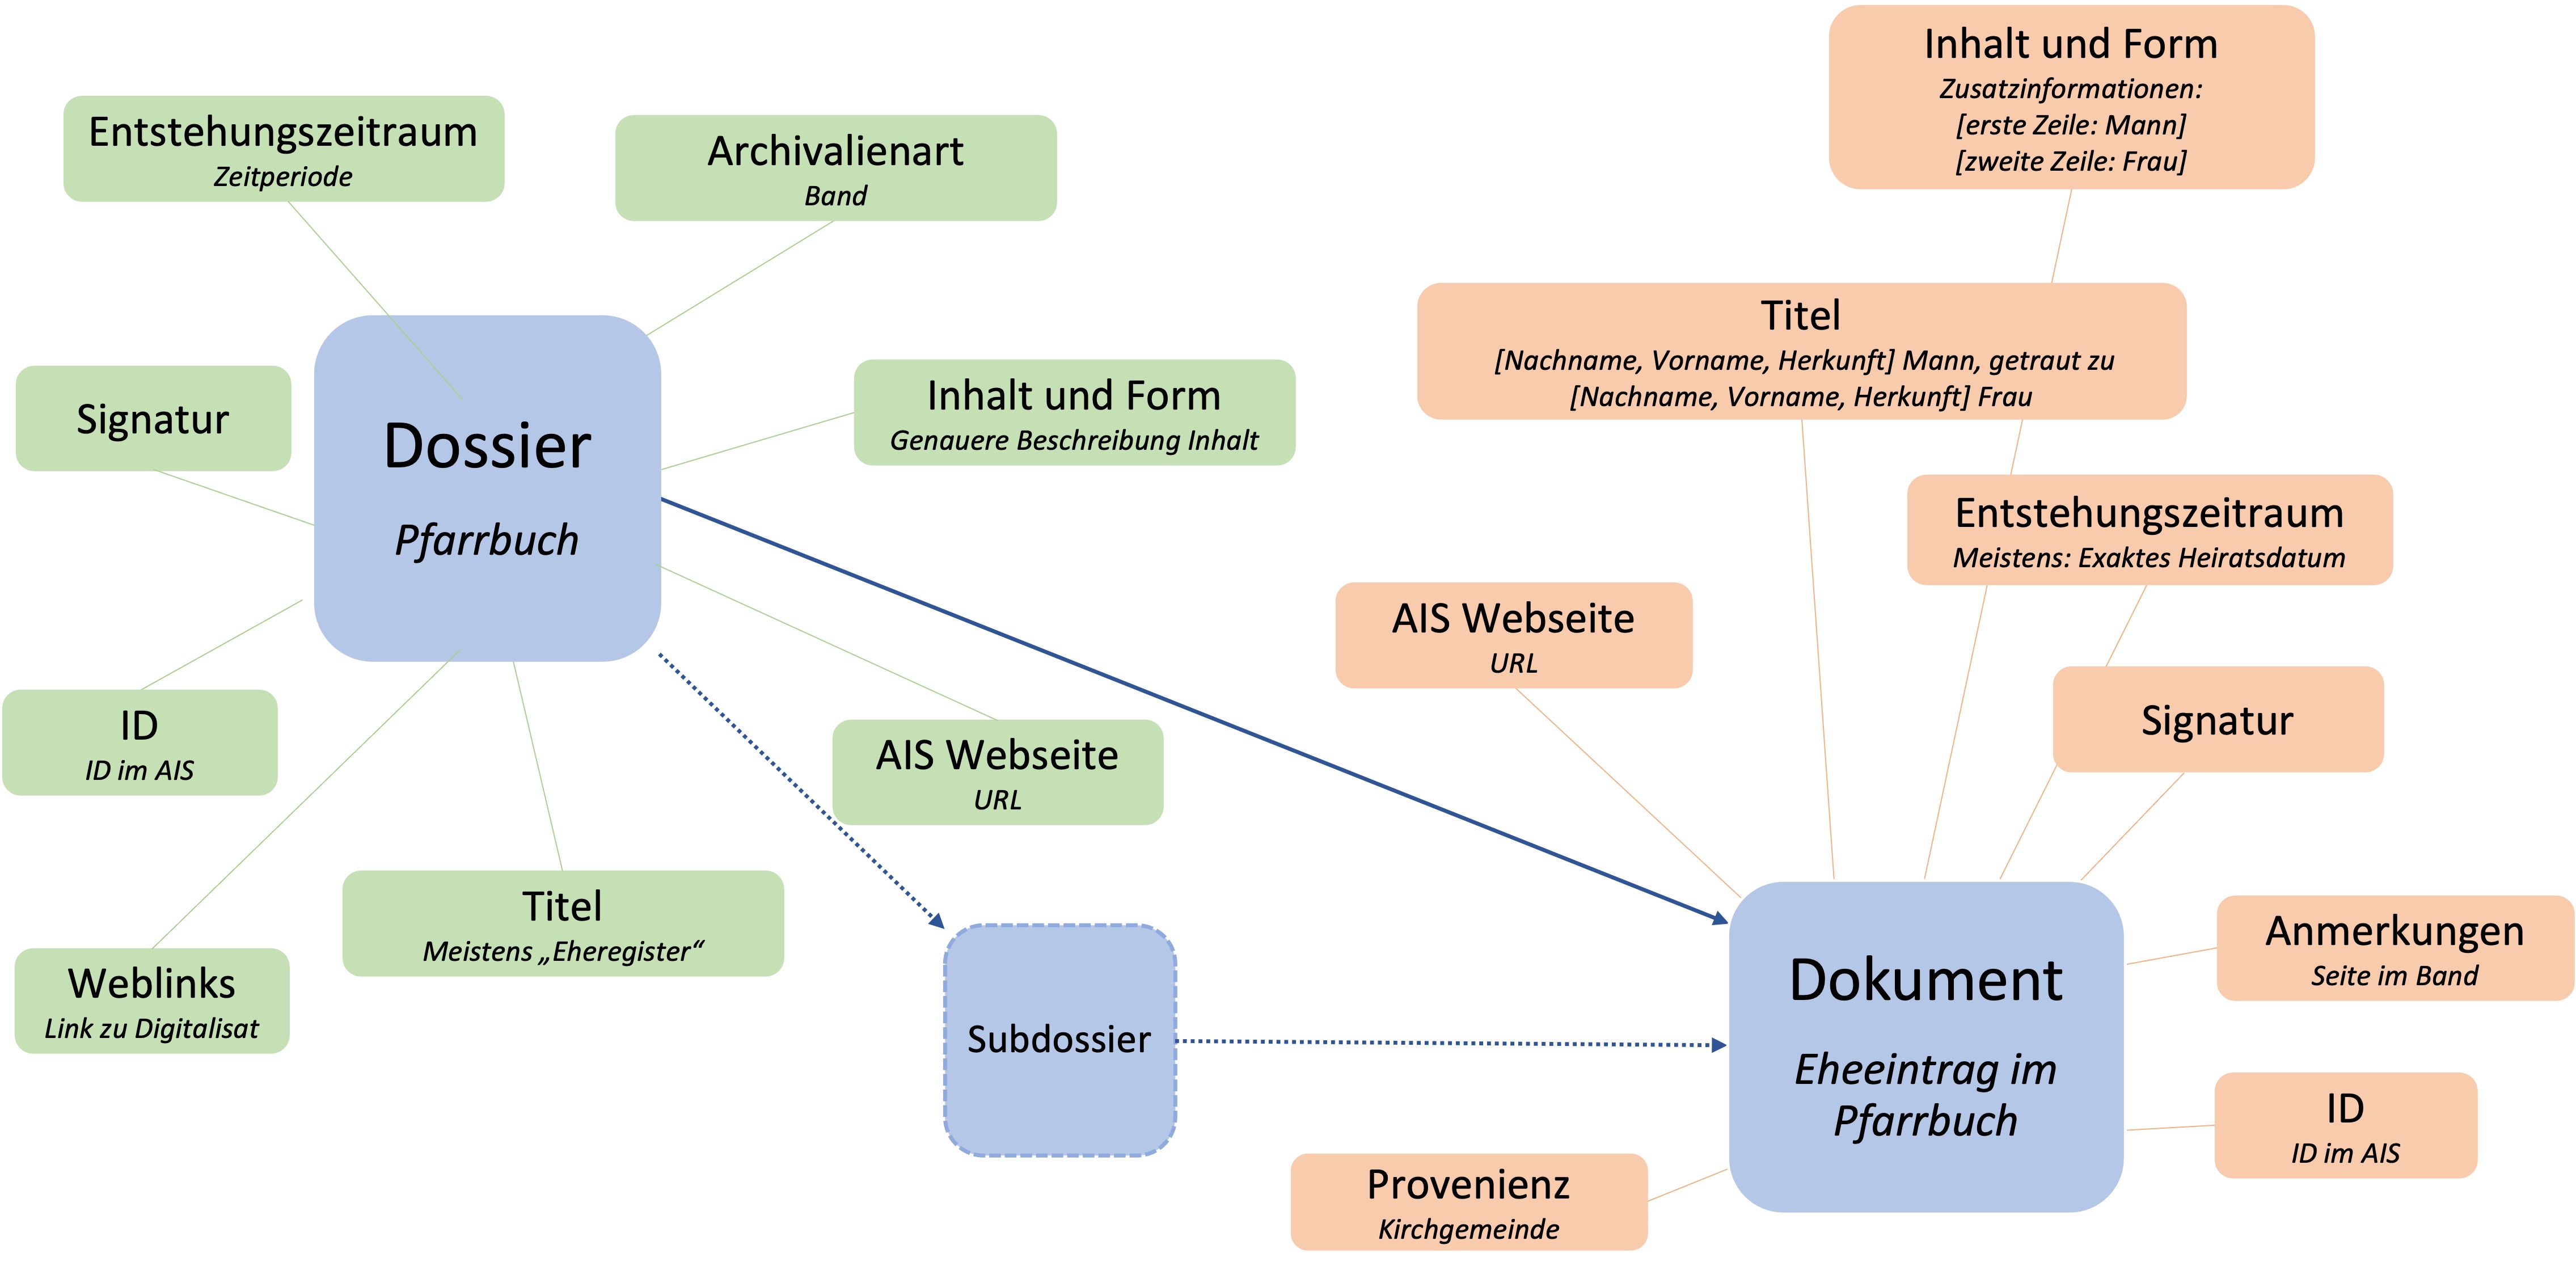 Inhalt und Form
Zusatzinformationen:
[erste Zeile: Mann]
[zweite Zeile: Frau]
Entstehungszeitraum
Zeitperiode
Archivalienart
Band
Titel
[Nachname, Vorname, Herkunft] Mann, getraut zu
[Nachname, Vorname, Herkunft] Frau
Signatur
Dossier
Pfarrbuch
Inhalt und Form
Genauere Beschreibung Inhalt
Entstehungszeitraum
Meistens: Exaktes Heiratsdatum
AIS Webseite
URL
Signatur
ID
ID im AIS
AIS Webseite
URL
Titel
Meistens „Eheregister“
Weblinks
Link zu Digitalisat
Subdossier
Dokument
Eheeintrag im
Pfarrbuch
Anmerkungen
Seite im Band
ID
ID im AIS
Provenienz
Kirchgemeinde